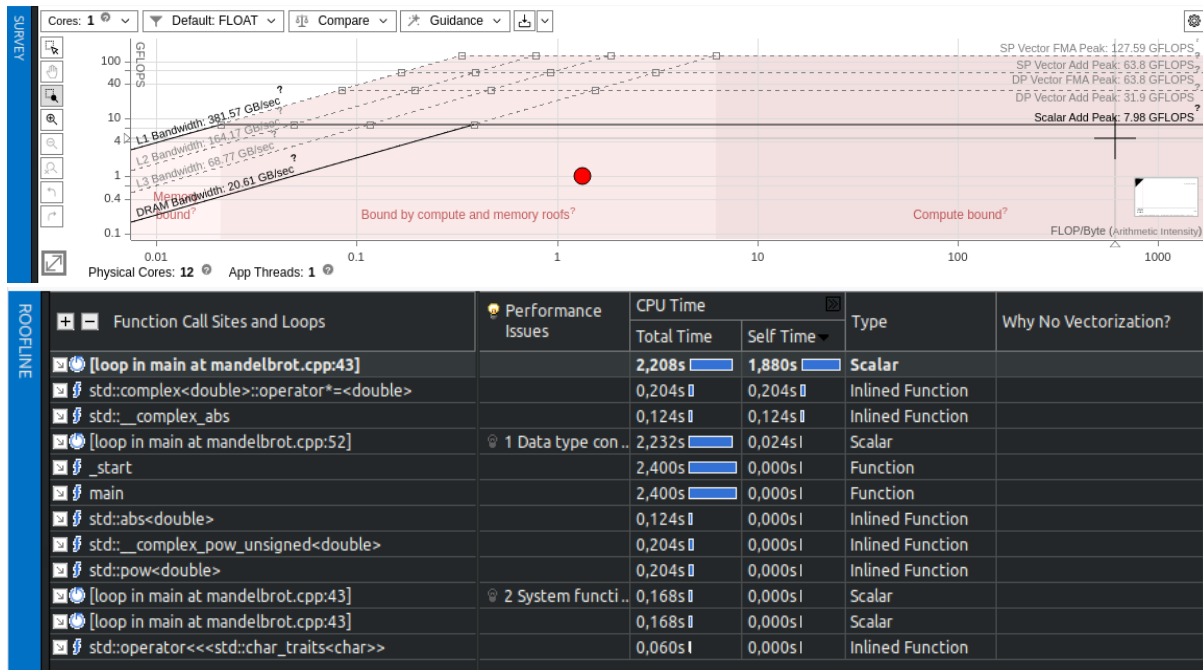 SURVEY
Cores: 1 Default: FLOAT Compare Guidance
GFLOPS
100
40
10
4
1
0.4
0.1
SP Vector FMA Peak: 127.59 GFLOPS
SP Vector Add Peak: 63.8 GFLOPS
DP Vector FMA Peak: 63.8 GFLOPS
DP Vector Add Peak: 31.9 GFLOPS
Scalar Add Peak: 7.98 GFLOPS
L1 Bandwidth: 381.57 GB/sec ?
L2 Bandwidth: 164.17 GB/sec ?
L3 Bandwidth: 68.77 GB/sec ?
DRAM Bandwidth: 20.61 GB/sec ?
Memory bound?
Bound by compute and memory roofs?
Compute bound?
FLOP/Byte (Arithmetic Intensity)
0.01 0.1 1 10 100 1000
Physical Cores: 12 App Threads: 1
ROOFLINE
Function Call Sites and Loops Performance Issues CPU Time Type Why No Vectorization?
Total Time Self Time
[loop in main at mandelbrot.cpp:43] 2,208s 1,880s Scalar
std::complex<double>::operator*=<double> 0,204s 0,204s Inlined Function
std::__complex_abs 0,124s 0,124s Inlined Function
[loop in main at mandelbrot.cpp:52] 1 Data type con .. 2,232s 0,024s Scalar
_start 2,400s 0,000s Function
main 2,400s 0,000s Function
std::abs<double> 0,124s 0,000s Inlined Function
std::__complex_pow_unsigned<double> 0,204s 0,000s Inlined Function
std::pow<double> 0,204s 0,000s Inlined Function
[loop in main at mandelbrot.cpp:43] 2 System functi .. 0,168s 0,000s Scalar
[loop in main at mandelbrot.cpp:43] 0,168s 0,000s Scalar
std::operator<<<std::char_traits<char>> 0,060s 0,000s Inlined Function